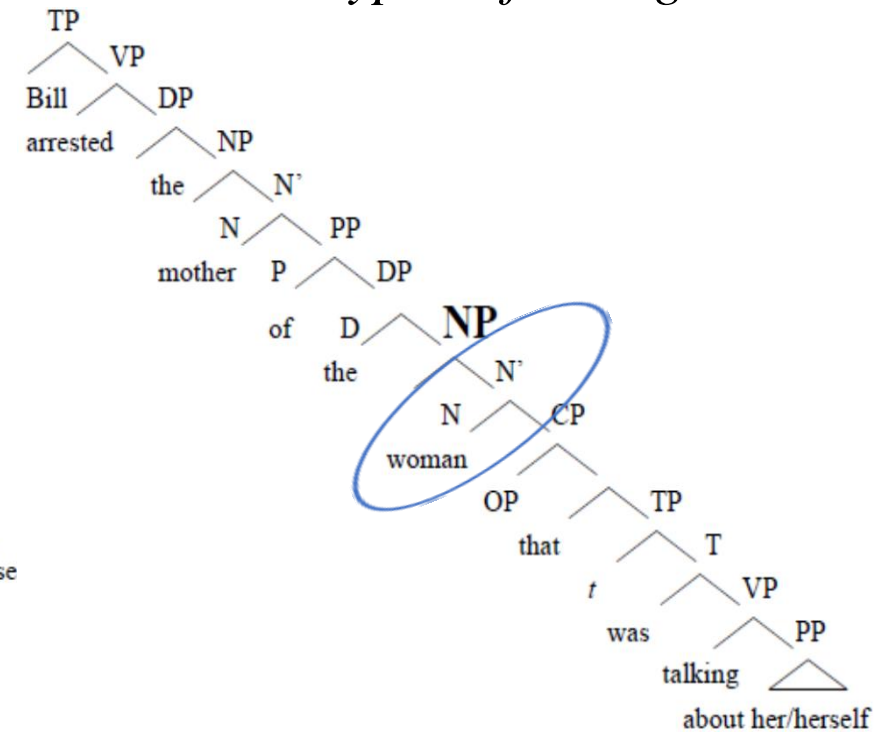 TP
VP
Bill DP
arrested NP
the N’
N PP
mother P DP
of D NP
the N’
N CP
woman
OP TP
that T
se
t VP
was PP
talking
about her/herself